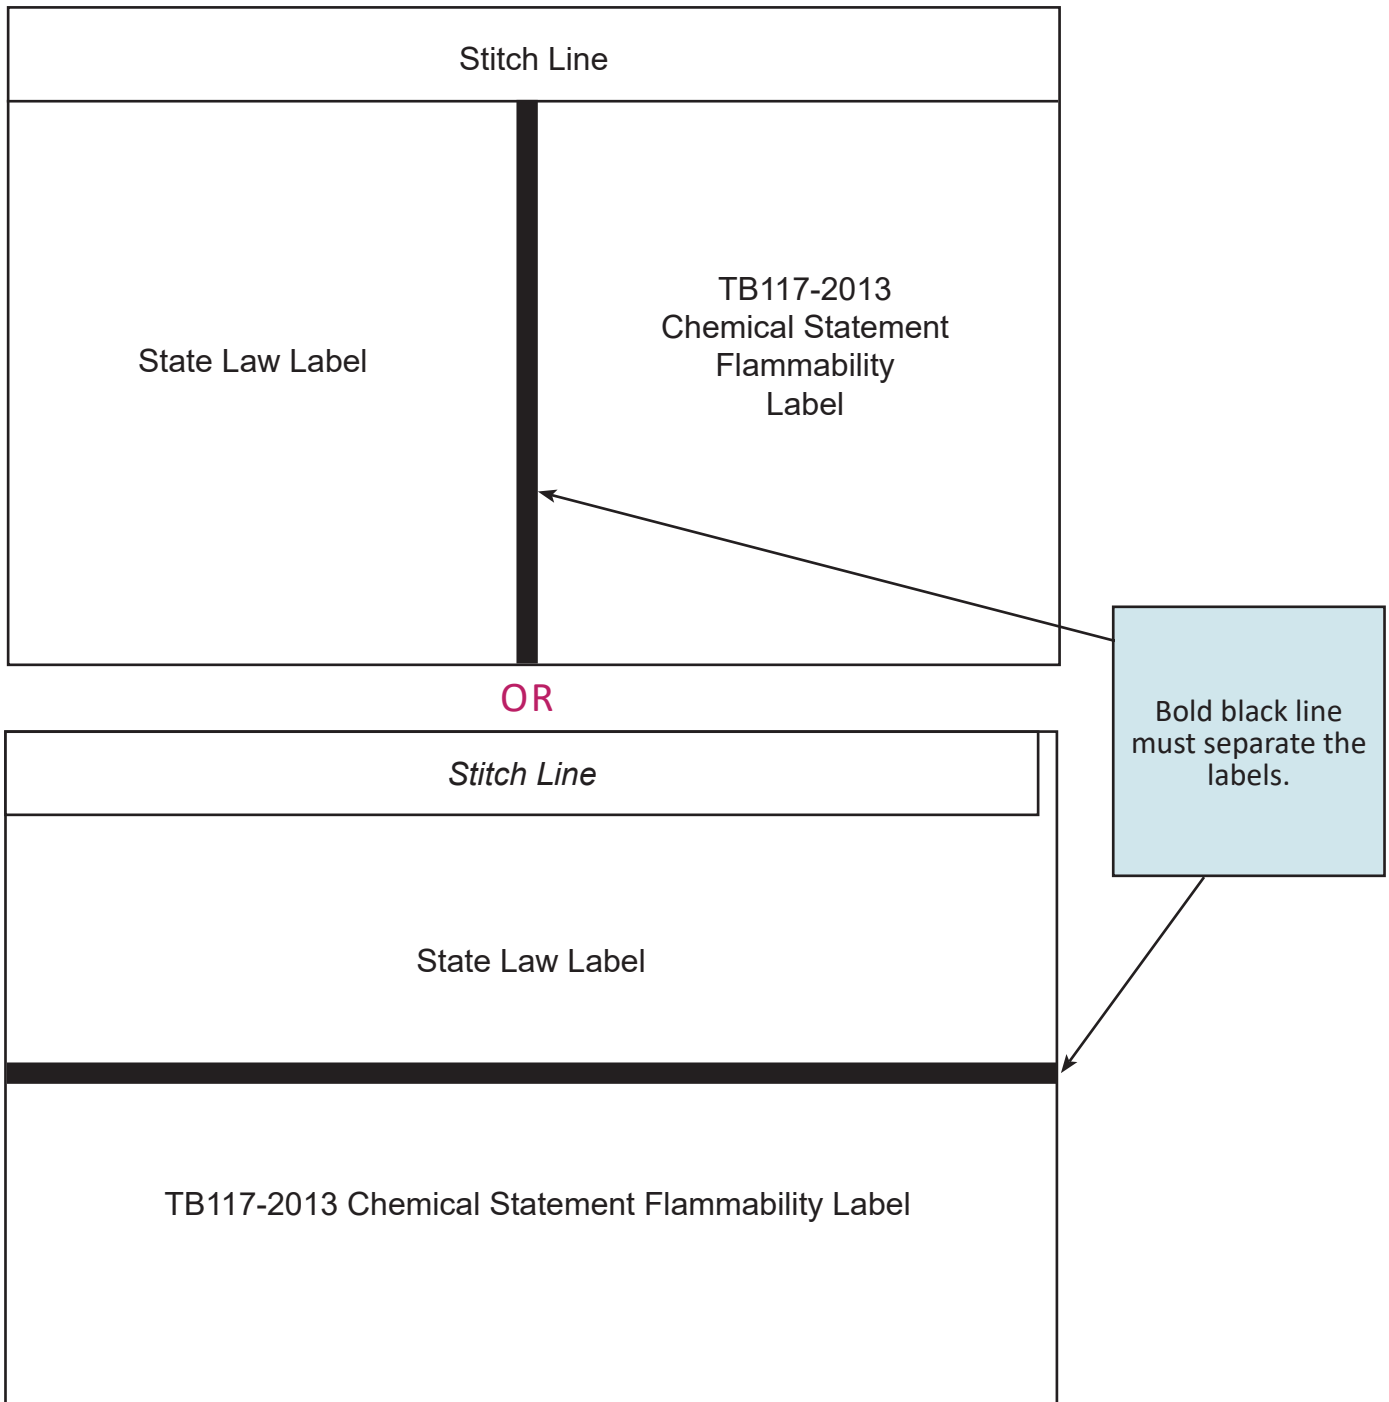 Stitch Line
State Law Label
TB117-2013
Chemical Statement
Flammability
Label
OR
Bold black line
must separate the
labels.
Stitch Line
State Law Label
TB117-2013 Chemical Statement Flammability Label